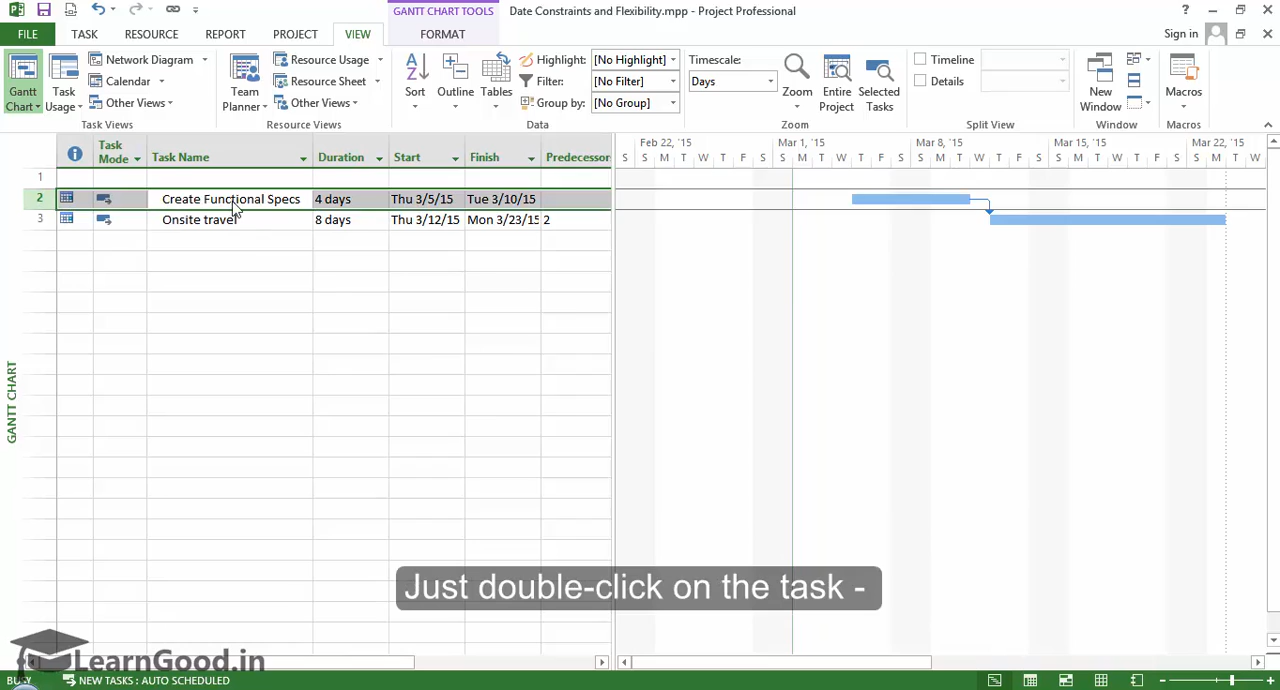 GANTT CHART TOOLS
Date Constraints and Flexibility.mpp - Project Professional
?
FILE
TASK
RESOURCE
REPORT
PROJECT
VIEW
FORMAT
Sign in
Gantt Chart
Task Usage
Network Diagram
Calendar
Other Views
Task Views
Team Planner
Resource Usage
Resource Sheet
Other Views
Resource Views
Sort
Outline
Tables
Highlight: [No Highlight]
Filter: [No Filter]
Group by: [No Group]
Data
Timescale:
Days
Zoom
Entire Project
Selected Tasks
Zoom
Timeline
Details
Split View
New Window
Window
Macros
Macros
Task Mode
Task Name
Duration
Start
Finish
Predecessors
Feb 22, '15
Mar 1, '15
Mar 8, '15
Mar 15, '15
Mar 22, '15
S S M T W T F S S M T W T F S S M T W T F S S M T W T F S S M T W
1
2 Create Functional Specs 4 days Thu 3/5/15 Tue 3/10/15
3 Onsite travel 8 days Thu 3/12/15 Mon 3/23/15 2
GANTT CHART
Just double-click on the task -
LearnGood.in
BUSY
NEW TASKS : AUTO SCHEDULED